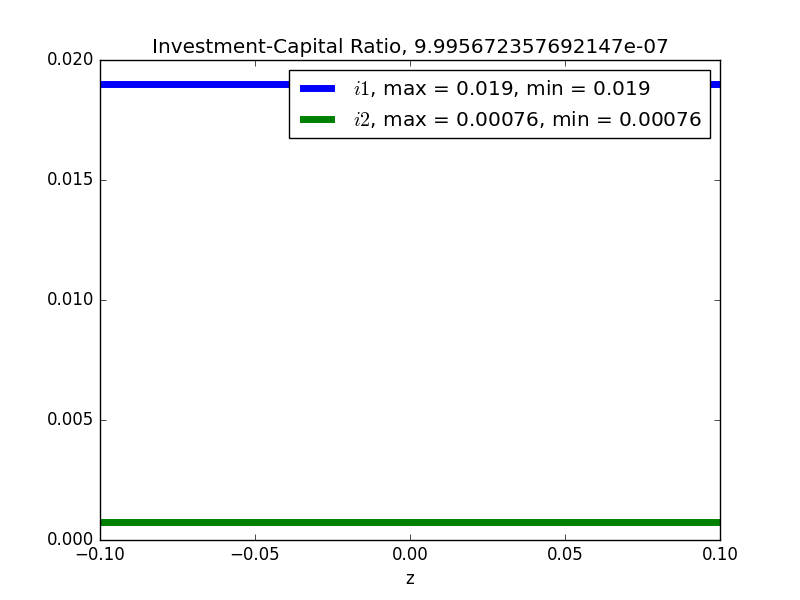 Investment-Capital Ratio, 9.995672357692147e-07
0.020
i1, max = 0.019, min = 0.019
i2, max = 0.00076, min = 0.00076
0.015
0.010
0.005
0.000
−0.10 −0.05 0.00 0.05 0.10
z